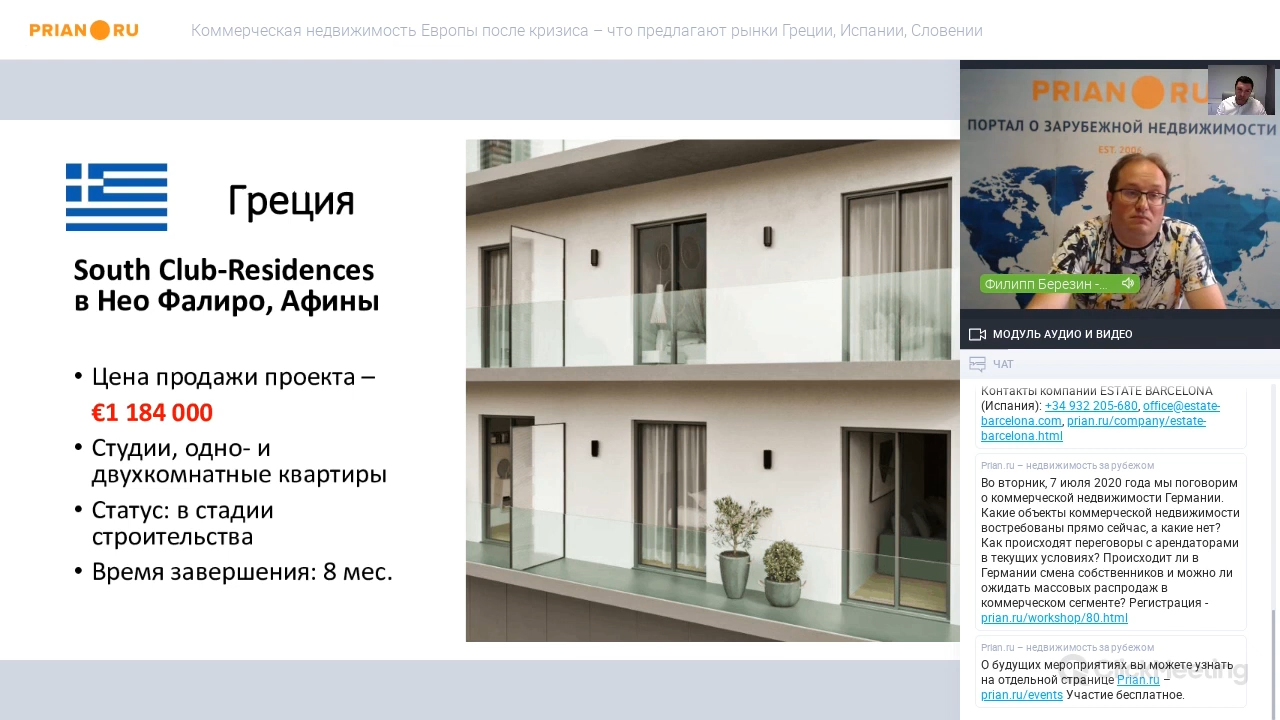 PRIAN RU
Коммерческая недвижимость Европы после кризиса – что предлагают рынки Греции, Испании, Словении
Греция
South Club-Residences
в Нео Фалиро, Афины
• Цена продажи проекта –
€1 184 000
• Студии, одно- и
двухкомнатные квартиры
• Статус: в стадии
строительства
• Время завершения: 8 мес.
PRIAN RU
ПОРТАЛ О ЗАРУБЕЖНОЙ НЕДВИЖИМОСТИ
EST. 2006
Филипп Березин -...
МОДУЛЬ АУДИО И ВИДЕО
ЧАТ
Контакты компании ESTATE BARCELONA
(Испания): +34 932 205-680, office@estate-
barcelona.com, prian.ru/company/estate-
barcelona.html
Prian.ru – недвижимость за рубежом
Во вторник, 7 июля 2020 года мы поговорим
о коммерческой недвижимости Германии.
Какие объекты коммерческой недвижимости
востребованы прямо сейчас, а какие нет?
Как происходят переговоры с арендаторами
в текущих условиях? Происходит ли в
Германии смена собственников и можно ли
ожидать массовых распродаж в
коммерческом сегменте? Регистрация -
prian.ru/workshop/80.html
Prian.ru – недвижимость за рубежом
О будущих мероприятиях вы можете узнать
на отдельной странице Prian.ru –
prian.ru/events Участие бесплатное.
ClickMeeting